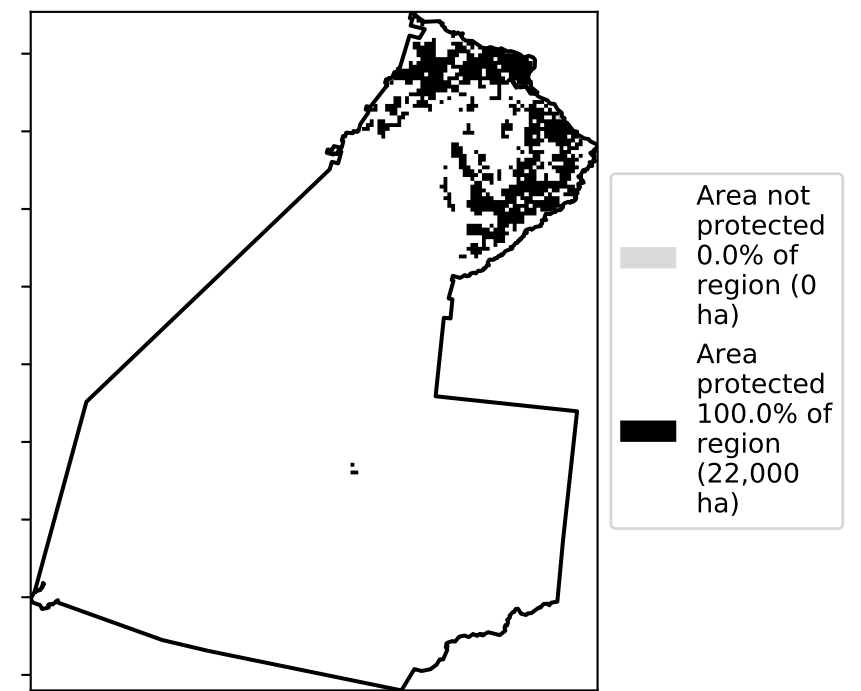 Area not
protected
0.0% of
region (0
ha)
Area
protected
100.0% of
region
(22,000
ha)